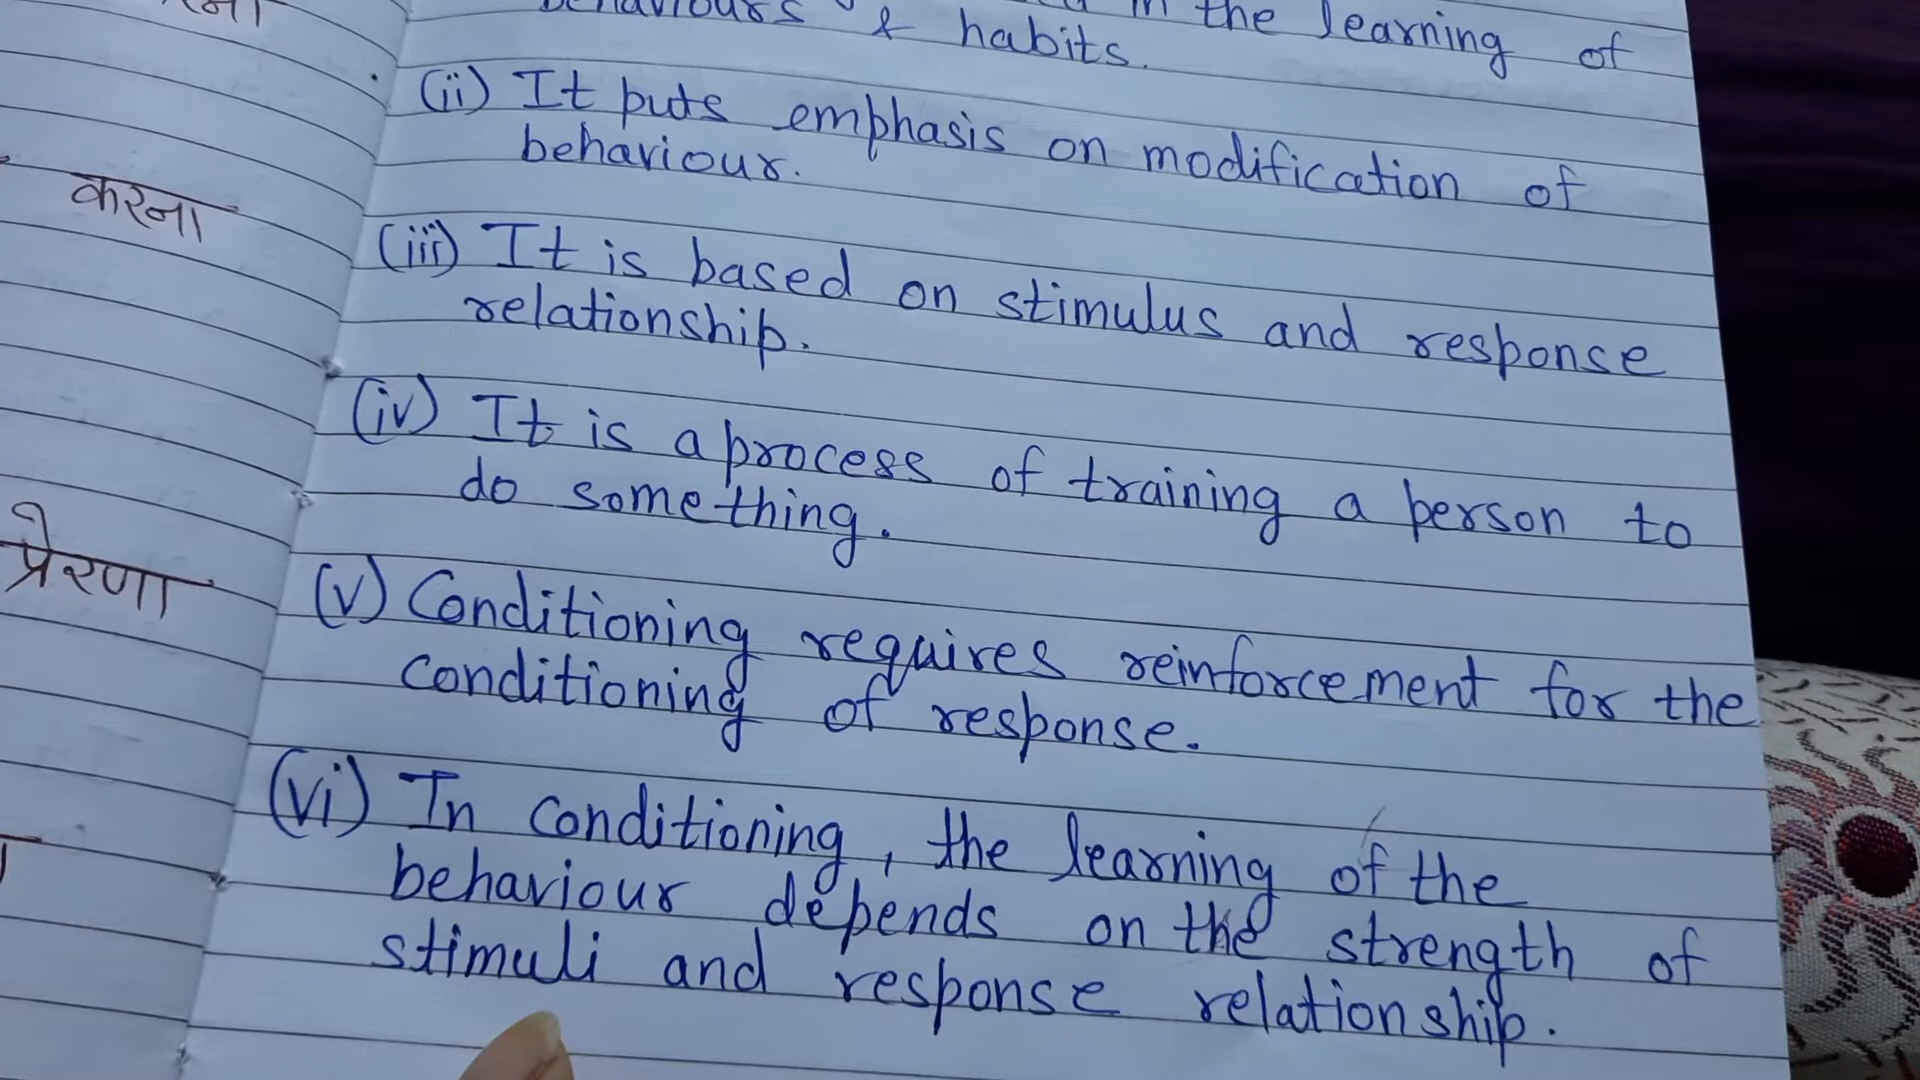 behaviours & habits. in the learning of
(ii) It puts emphasis on modification of
behaviour.
(iii) It is based on stimulus and response
relationship.
(iv) It is a process of training a person to
do something.
(v) Conditioning requires reinforcement for the
conditioning of response.
(vi) In conditioning, the learning of the
behaviour depends on the strength of
stimuli and response relationship.
करना
प्रेरणा